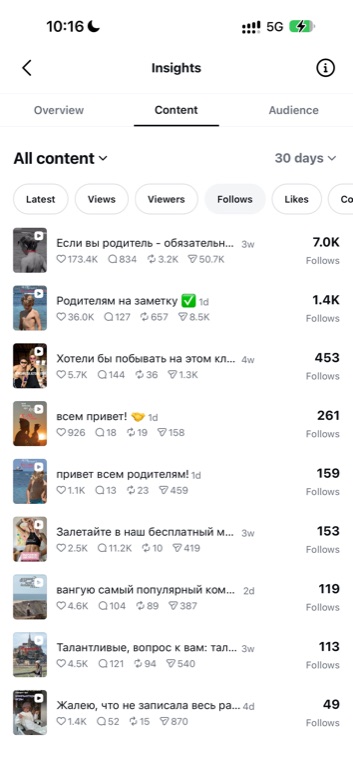 10:16
5G
Insights
Overview Content Audience
All content 30 days
Latest Views Viewers Follows Likes Co
Если вы родитель - обязательн... 3w 7.0K
173.4K 834 3.2K 50.7K Follows
Родителям на заметку ✅ 1d 1.4K
36.0K 127 657 8.5K Follows
Хотели бы побывать на этом кл... 4w 453
5.7K 144 36 1.3K Follows
всем привет! 🤝 1d 261
926 18 19 158 Follows
привет всем родителям! 1d 159
1.1K 13 23 459 Follows
Залетайте в наш бесплатный м... 3w 153
2.5K 11.2K 10 419 Follows
вангую самый популярный ком... 2d 119
4.6K 104 89 387 Follows
Талантливые, вопрос к вам: тал... 3w 113
4.5K 121 94 540 Follows
Жалею, что не записала весь ра... 4d 49
1.4K 52 15 870 Follows